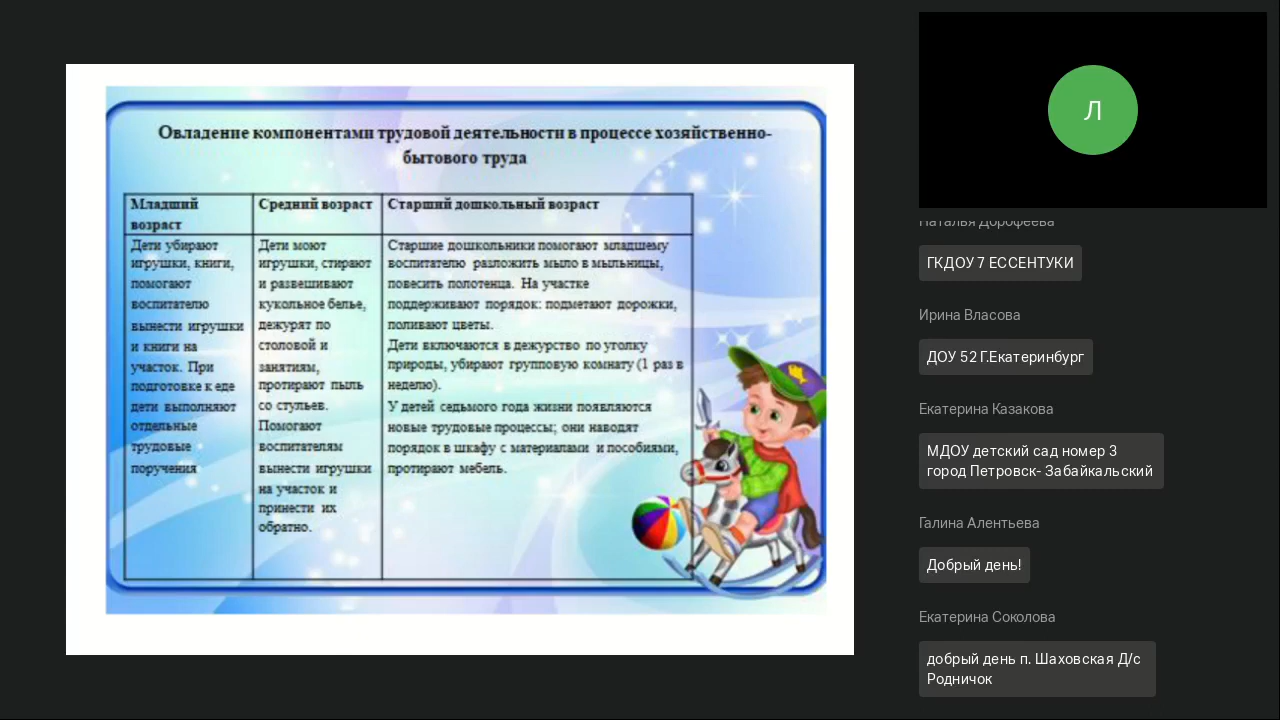 Овладение компонентами трудовой деятельности в процессе хозяйственно-
бытового труда
Младший
возраст
Дети убирают
игрушки, книги,
помогают
воспитателю
вынести игрушки
и книги на
участок. При
подготовке к еде
дети выполняют
отдельные
трудовые
поручения
Средний возраст
Дети моют
игрушки, стирают
и развешивают
кукольное белье,
дежурят по
столовой и
занятиям,
протирают пыль
со стульев.
Помогают
воспитателям
вынести игрушки
на участок и
принести их
обратно.
Старший дошкольный возраст
Старшие дошкольники помогают младшему
воспитателю разложить мыло в мыльницы,
повесить полотенца. На участке
поддерживают порядок: подметают дорожки,
поливают цветы.
Дети включаются в дежурство по уголку
природы, убирают групповую комнату (1 раз в
неделю).
У детей седьмого года жизни появляются
новые трудовые процессы; они наводят
порядок в шкафу с материалами и пособиями,
протирают мебель.
Л
Наталья Дорофеева
ГКДОУ 7 ЕССЕНТУКИ
Ирина Власова
ДОУ 52 Г.Екатеринбург
Екатерина Казакова
МДОУ детский сад номер 3
город Петровск- Забайкальский
Галина Алентьева
Добрый день!
Екатерина Соколова
добрый день п. Шаховская Д/с
Родничок